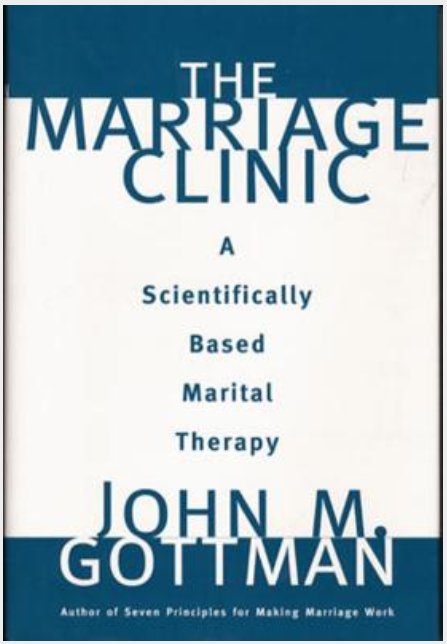 THE
MARRIAGE
CLINIC
A
Scientifically
Based
Marital
Therapy
JOHN M.
GOTTMAN
Author of Seven Principles for Making Marriage Work